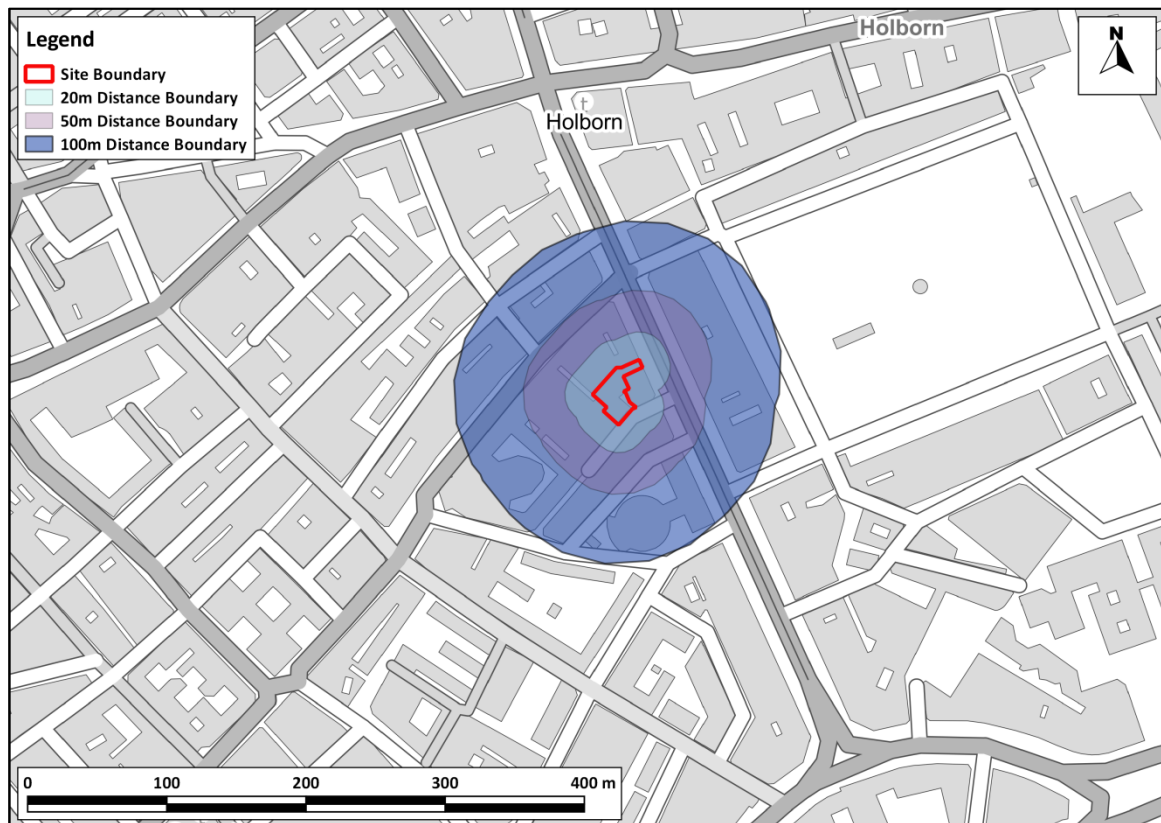 Legend
Site Boundary
20m Distance Boundary
50m Distance Boundary
100m Distance Boundary
Holborn
N
Holborn
0 100 200 300 400 m